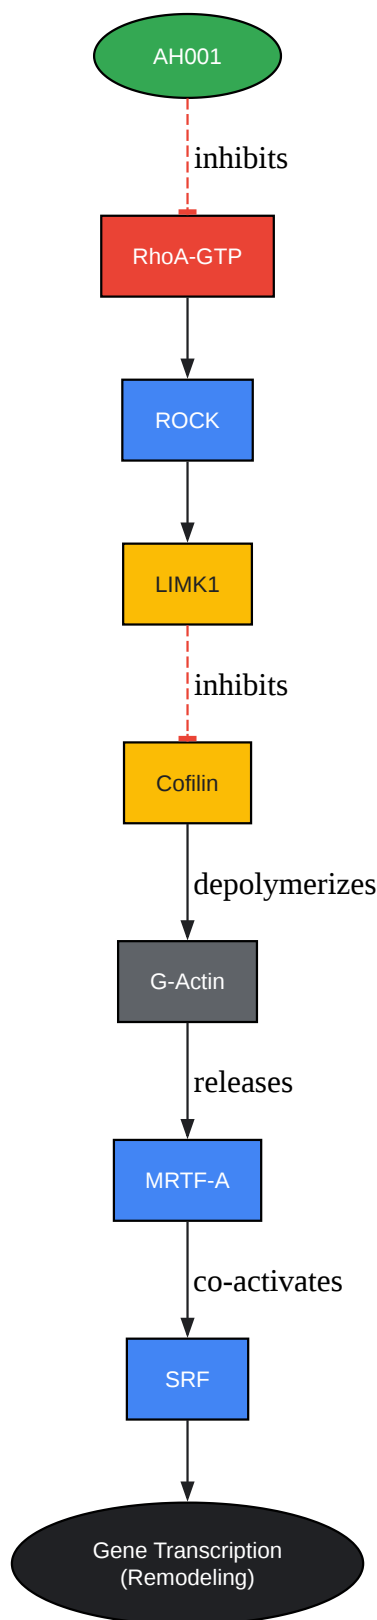 AH001
inhibits
RhoA-GTP
ROCK
LIMK1
inhibits
Cofilin
depolymerizes
G-Actin
releases
MRTF-A
co-activates
SRF
Gene Transcription
(Remodeling)